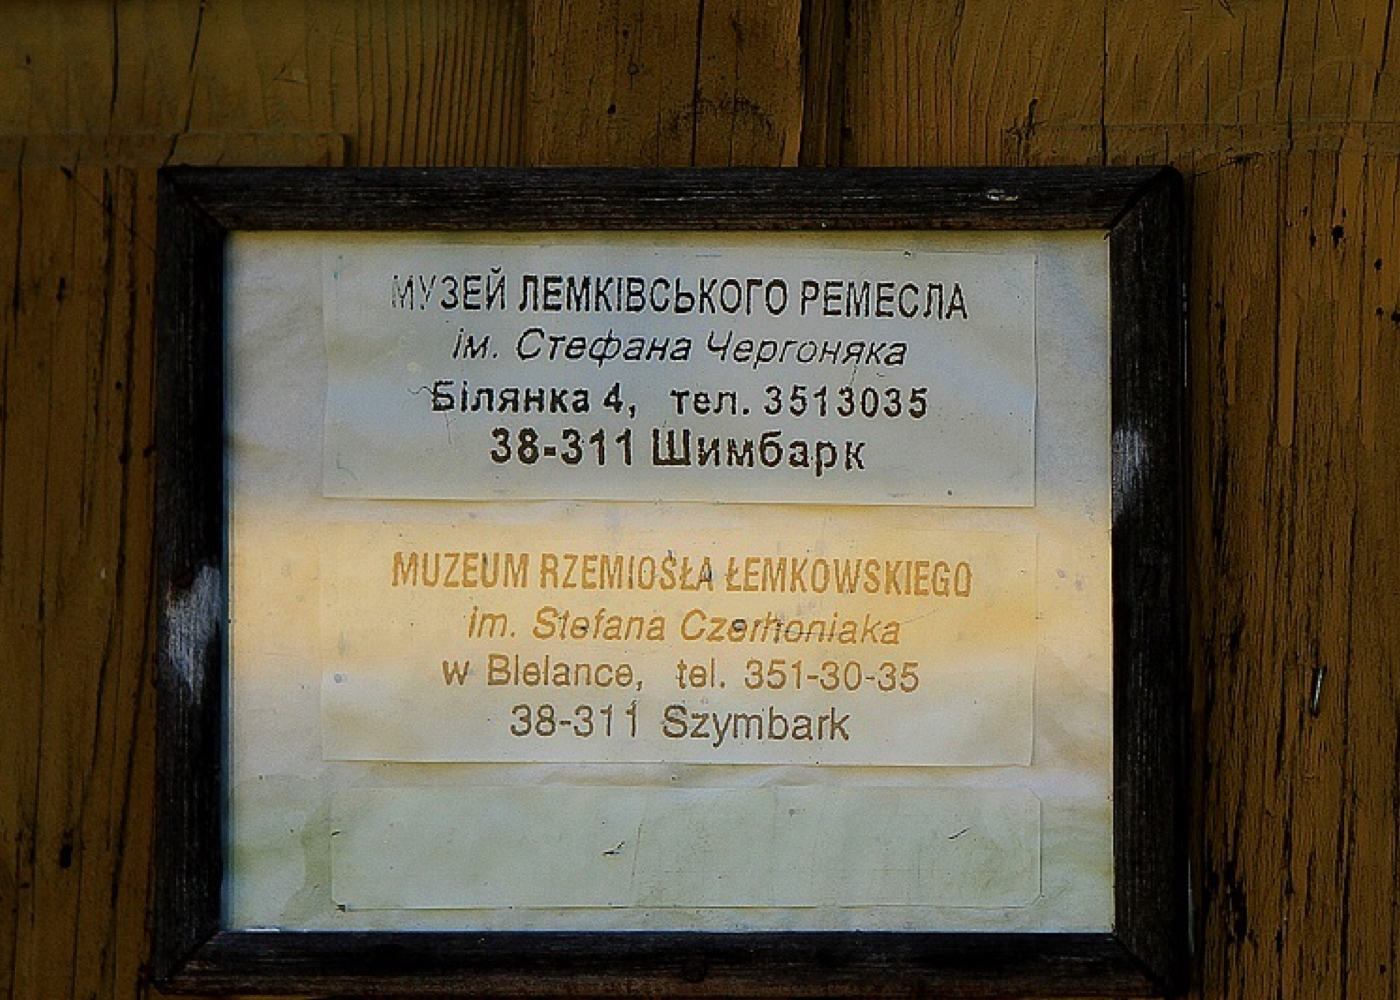 МУЗЕЙ ЛЕМКІВСЬКОГО РЕМЕСЛА
ім. Стефана Чергоняка
Білянка 4, тел. 3513035
38-311 Шимбарк
MUZEUM RZEMIOSŁA ŁEMKOWSKIEGO
im. Stefana Czerhoniaka
w Bielance, tel. 351-30-35
38-311 Szymbark